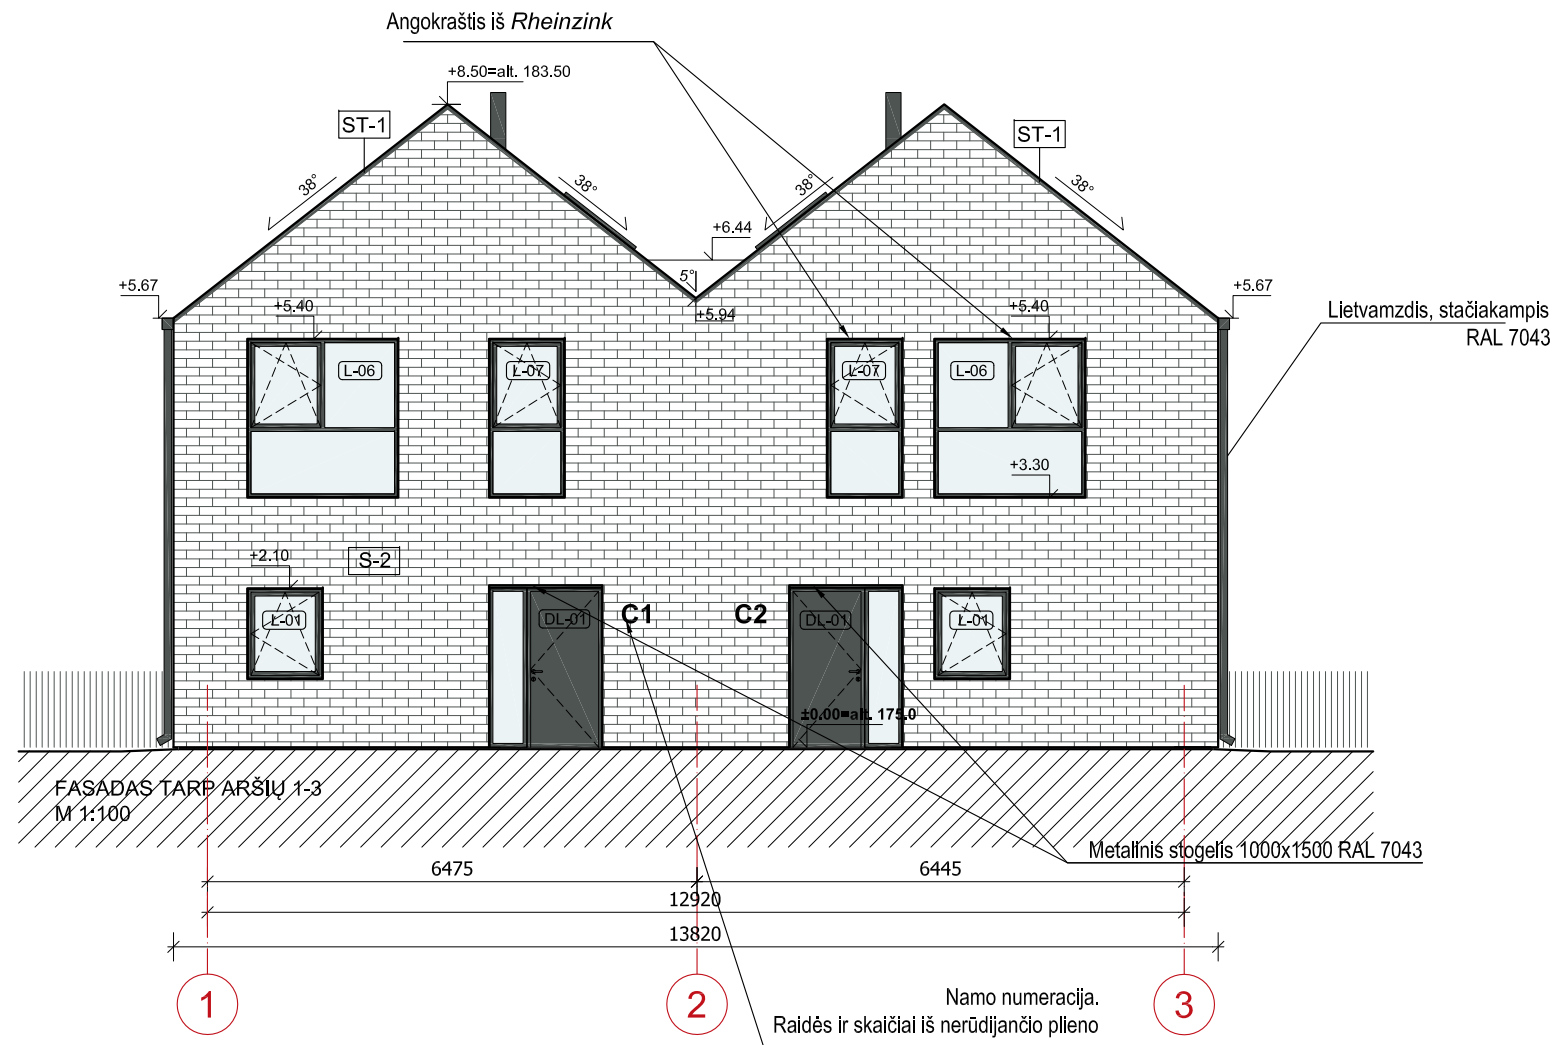 Angokraštis iš Rheinzink
+8.50=alt. 183.50
ST-1
ST-1
38°
38°
38°
38°
+6.44
5°
+5.67
+5.67
+5.40
+5.94
+5.40
Lietvamzdis, stačiakampis
RAL 7043
L-06
L-07
L-07
L-06
+3.30
+2.10
S-2
L-01
DL-01
C1
C2
DL-01
L-01
±0.00=alt. 175.0
FASADAS TARP ARŠIŲ 1-3
M 1:100
Metalinis stogelis 1000x1500 RAL 7043
6475
6445
12920
13820
1
2
3
Namo numeracija.
Raidės ir skaičiai iš nerūdijančio plieno